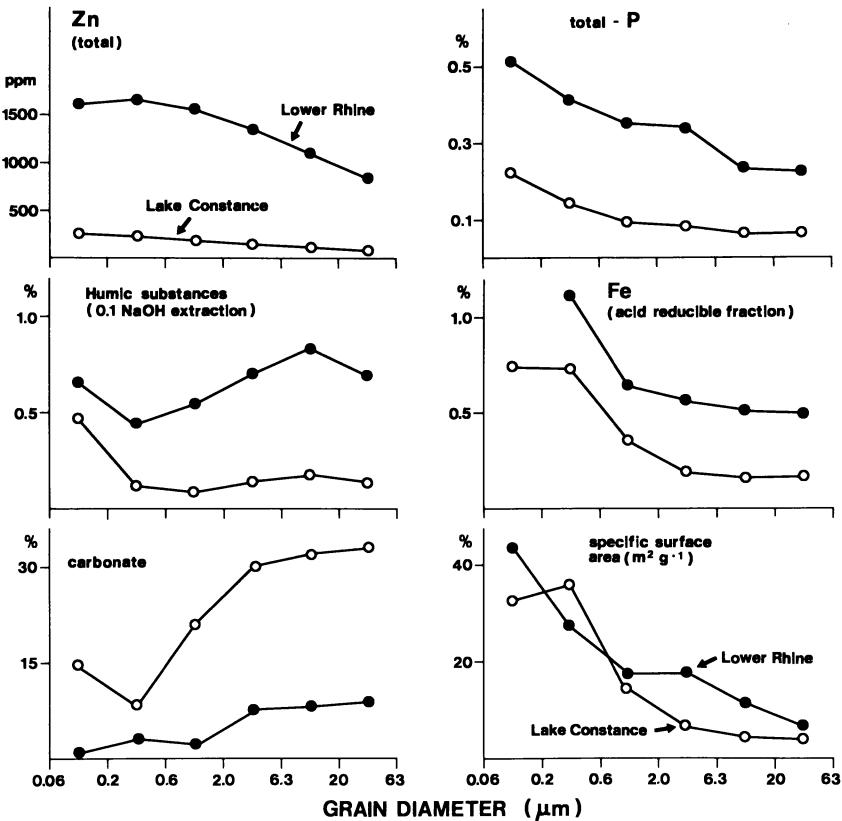 Zn
(total)
ppm
1500
1000
500
Lower Rhine
Lake Constance
total - P
%
0.5
0.3
0.1
%
Humic substances
(0.1 NaOH extraction)
1.0
0.5
%
Fe
(acid reducible fraction)
1.0
0.5
%
carbonate
30
15
0.06 0.2 0.6 2.0 6.3 20 63
%
specific surface
area (m² g⁻¹)
40
20
Lower Rhine
Lake Constance
0.06 0.2 0.6 2.0 6.3 20 63
GRAIN DIAMETER (μm)